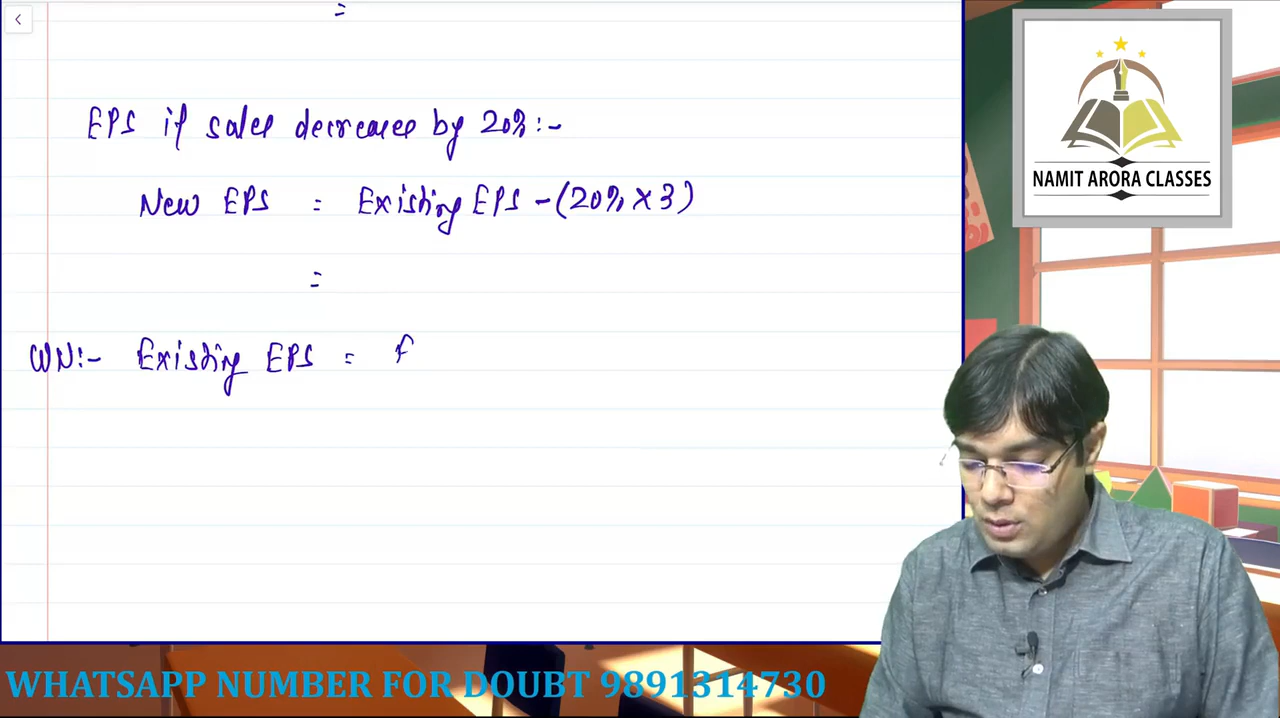 =
EPS if sales decreases by 20%:-
New EPS = Existing EPS - (20% X 3)
=
WN:- Existing EPS =
NAMIT ARORA CLASSES
WHATSAPP NUMBER FOR DOUBT 9891314730